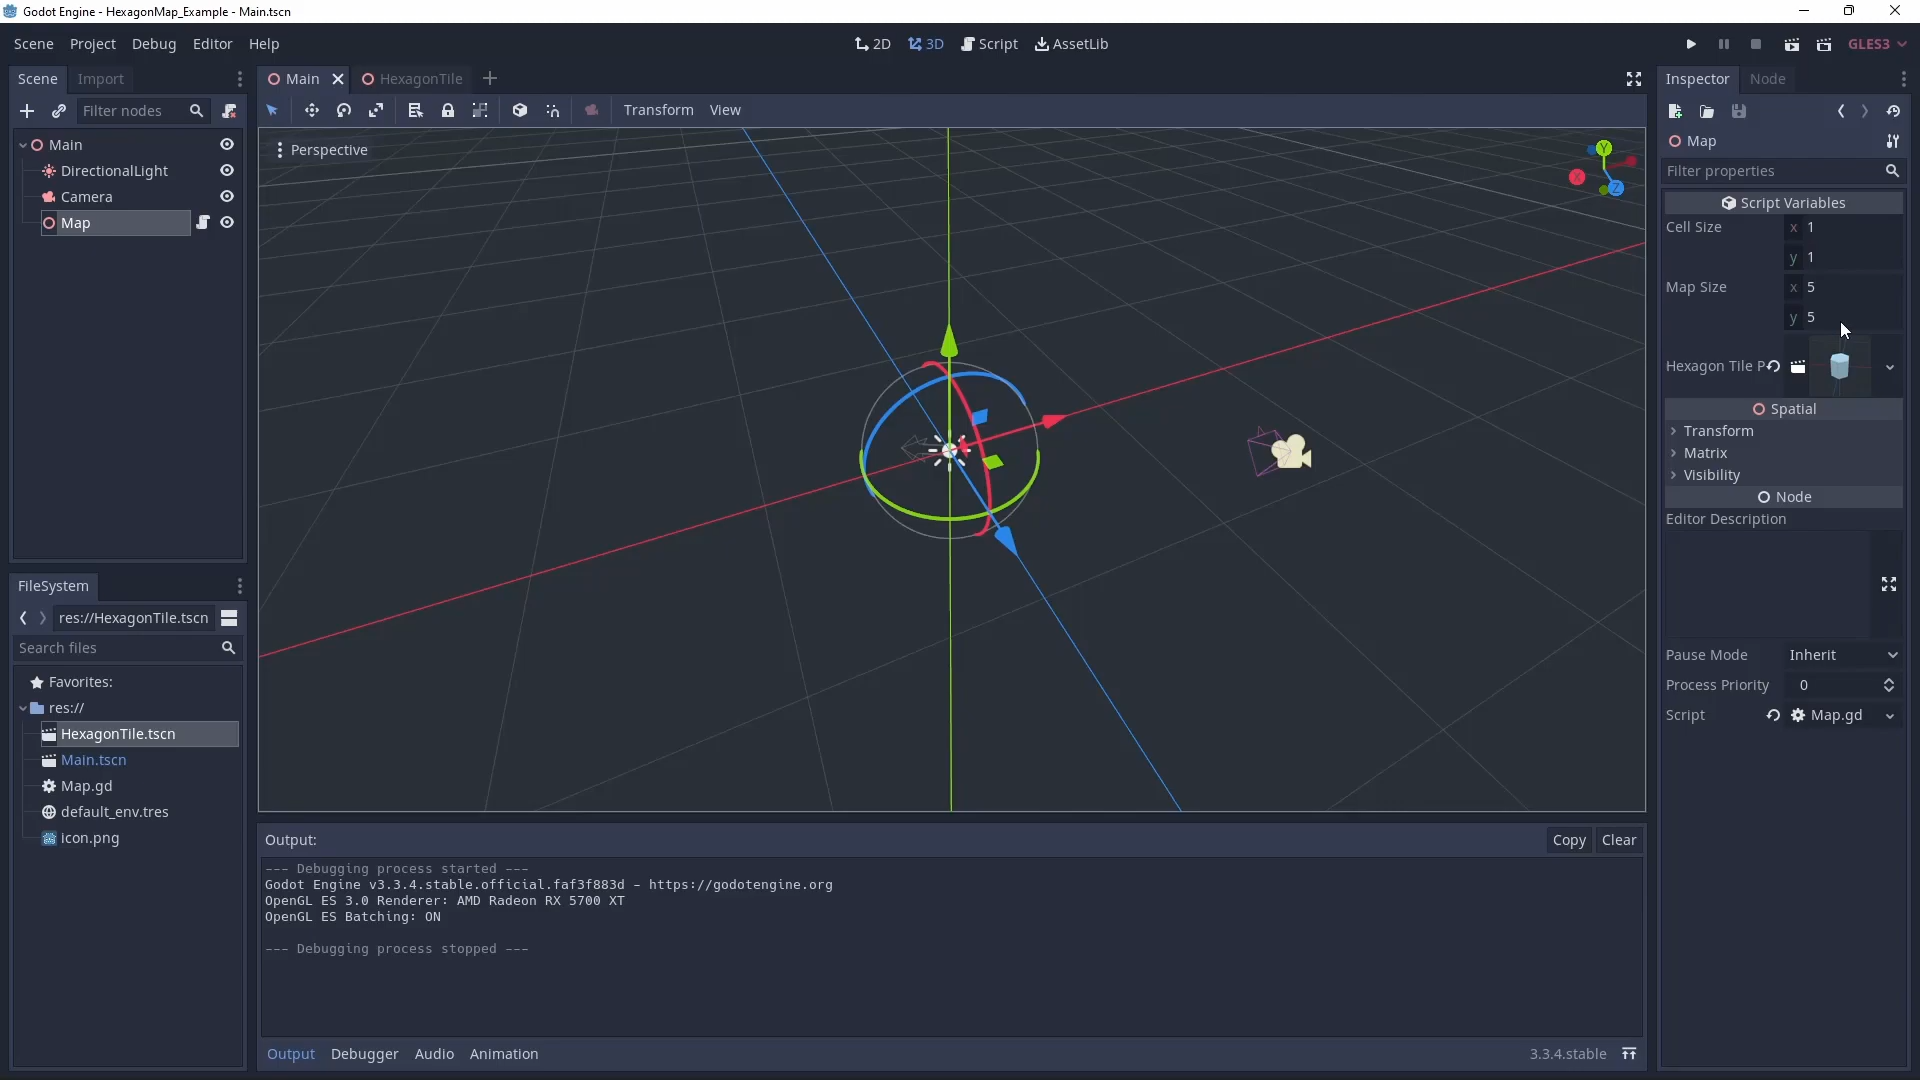 Godot Engine - HexagonMap_Example - Main.tscn
Scene Project Debug Editor Help
2D 3D Script AssetLib
GLES3
Scene Import
Filter nodes
Main
DirectionalLight
Camera
Map
FileSystem
res://HexagonTile.tscn
Search files
Favorites:
res://
HexagonTile.tscn
Main.tscn
Map.gd
default_env.tres
icon.png
Main HexagonTile
Transform View
Perspective
Y
X
Z
Output:
Copy Clear
--- Debugging process started ---
Godot Engine v3.3.4.stable.official.faf3f883d - https://godotengine.org
OpenGL ES 3.0 Renderer: AMD Radeon RX 5700 XT
OpenGL ES Batching: ON
--- Debugging process stopped ---
Output Debugger Audio Animation
3.3.4.stable
Inspector Node
Map
Filter properties
Script Variables
Cell Size x 1
y 1
Map Size x 5
y 5
Hexagon Tile P
Spatial
Transform
Matrix
Visibility
Node
Editor Description
Pause Mode Inherit
Process Priority 0
Script Map.gd